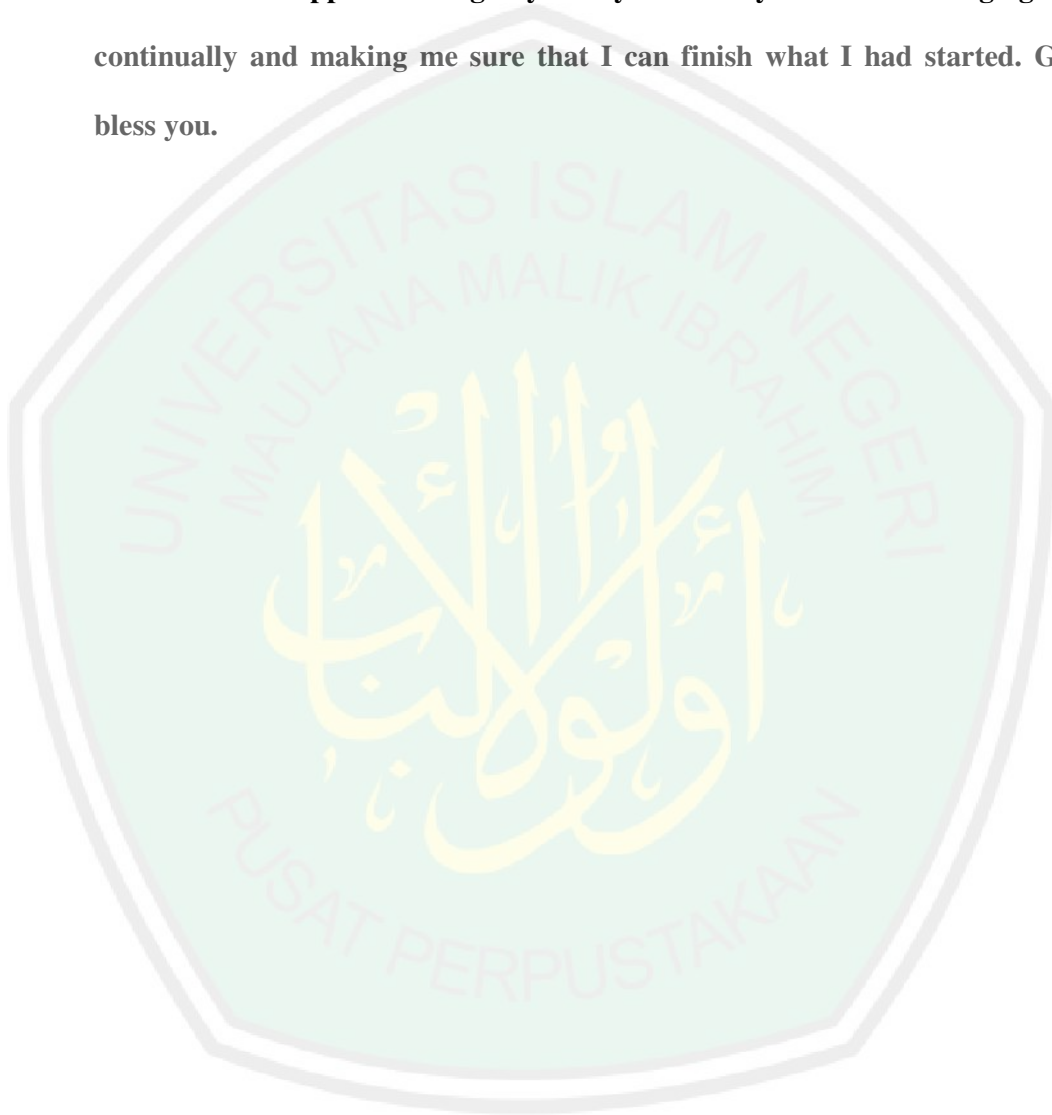 continually and making me sure that I can finish what I had started. G
bless you.
UNIVERSITAS ISLAM NEGERI
MAULANA MALIK IBRAHIM
أولوا الألباب
PUSAT PERPUSTAKAAN